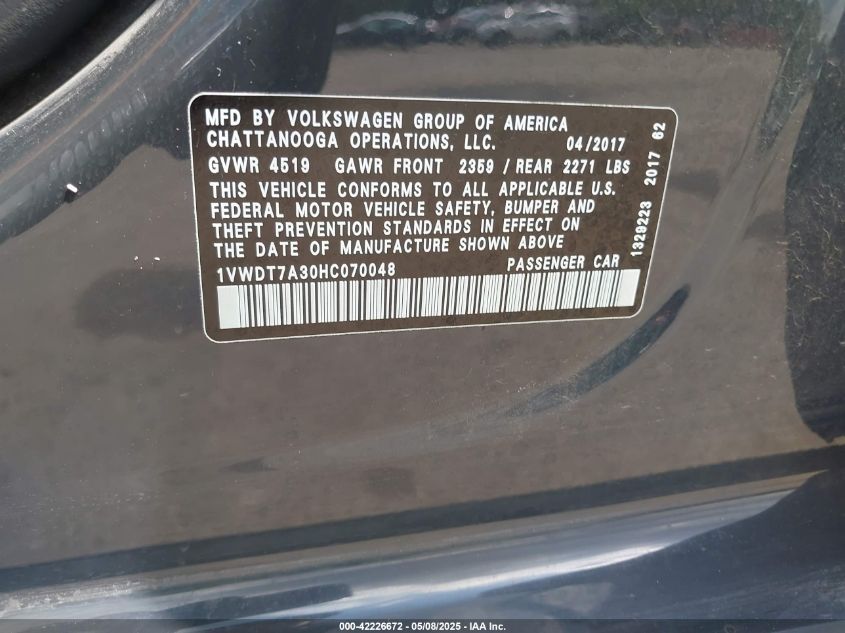 MFD BY VOLKSWAGEN GROUP OF AMERICA
CHATTANOOGA OPERATIONS, LLC. 04/2017
GVWR 4519 GAWR FRONT 2359 / REAR 2271 LBS
THIS VEHICLE CONFORMS TO ALL APPLICABLE U.S.
FEDERAL MOTOR VEHICLE SAFETY, BUMPER AND
THEFT PREVENTION STANDARDS IN EFFECT ON
THE DATE OF MANUFACTURE SHOWN ABOVE
1VWDT7A30HC070048 PASSENGER CAR
1329223 2017 62
000-42226672 - 05/08/2025 - IAA Inc.